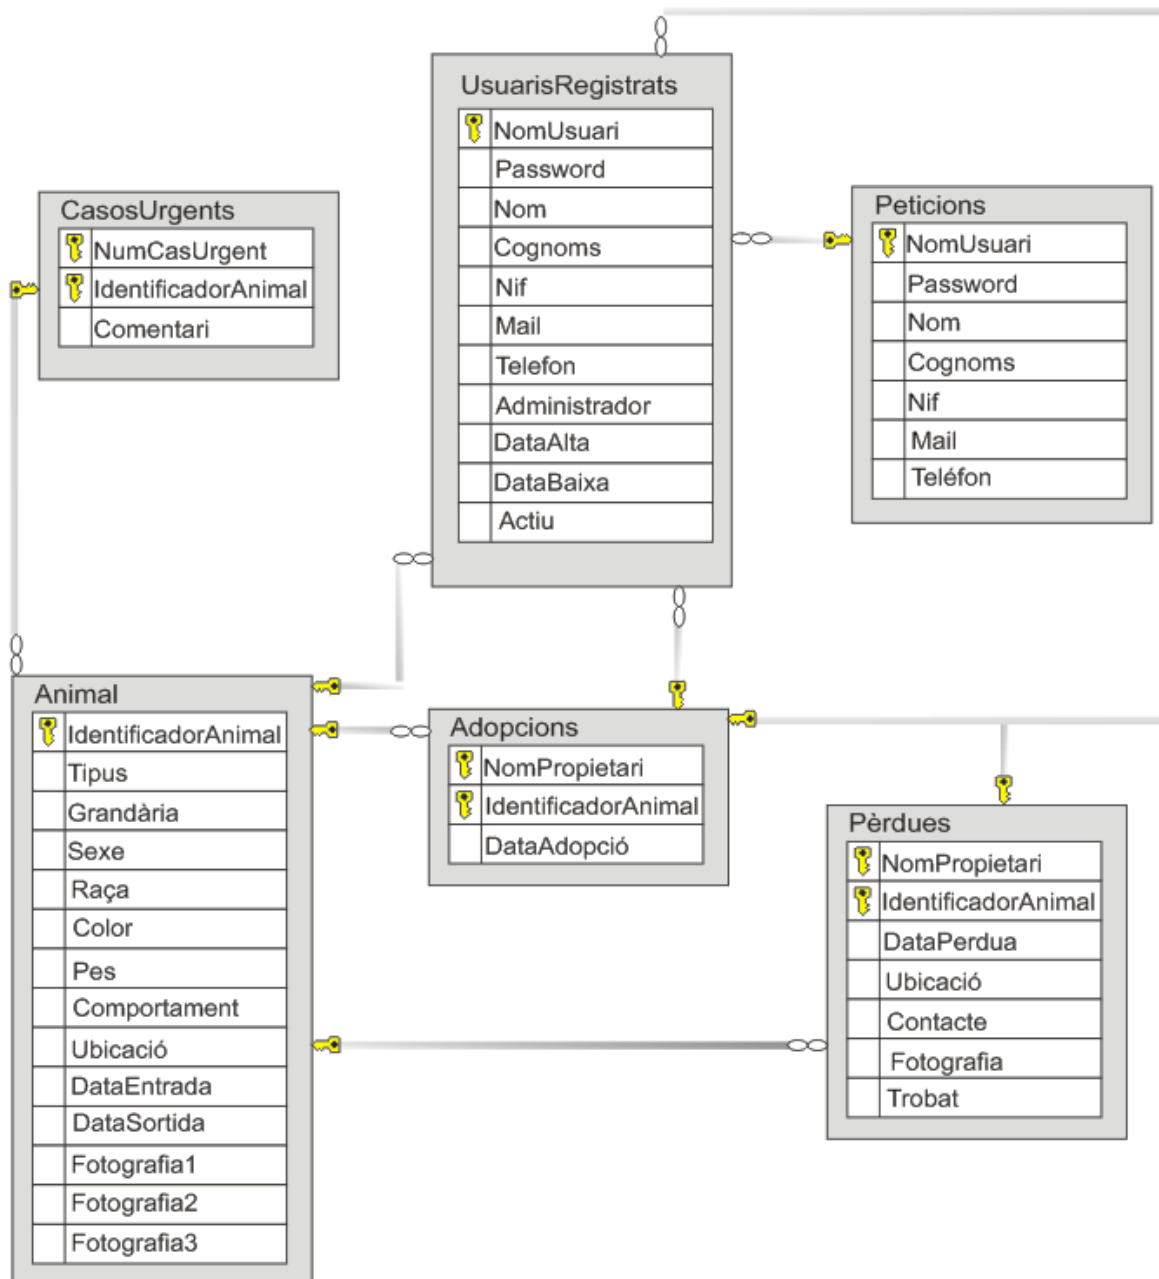 UsuarisRegistrats
NomUsuari
Password
Nom
Cognoms
Nif
Mail
Telefon
Administrador
DataAlta
DataBaixa
Actiu
CasosUrgents
NumCasUrgent
IdentificadorAnimal
Comentari
Peticions
NomUsuari
Password
Nom
Cognoms
Nif
Mail
Teléfon
Animal
IdentificadorAnimal
Tipus
Grandària
Sexe
Raça
Color
Pes
Comportament
Ubicació
DataEntrada
DataSortida
Fotografia1
Fotografia2
Fotografia3
Adopcions
NomPropietari
IdentificadorAnimal
DataAdopció
Pèrdues
NomPropietari
IdentificadorAnimal
DataPerdua
Ubicació
Contacte
Fotografia
Trobat